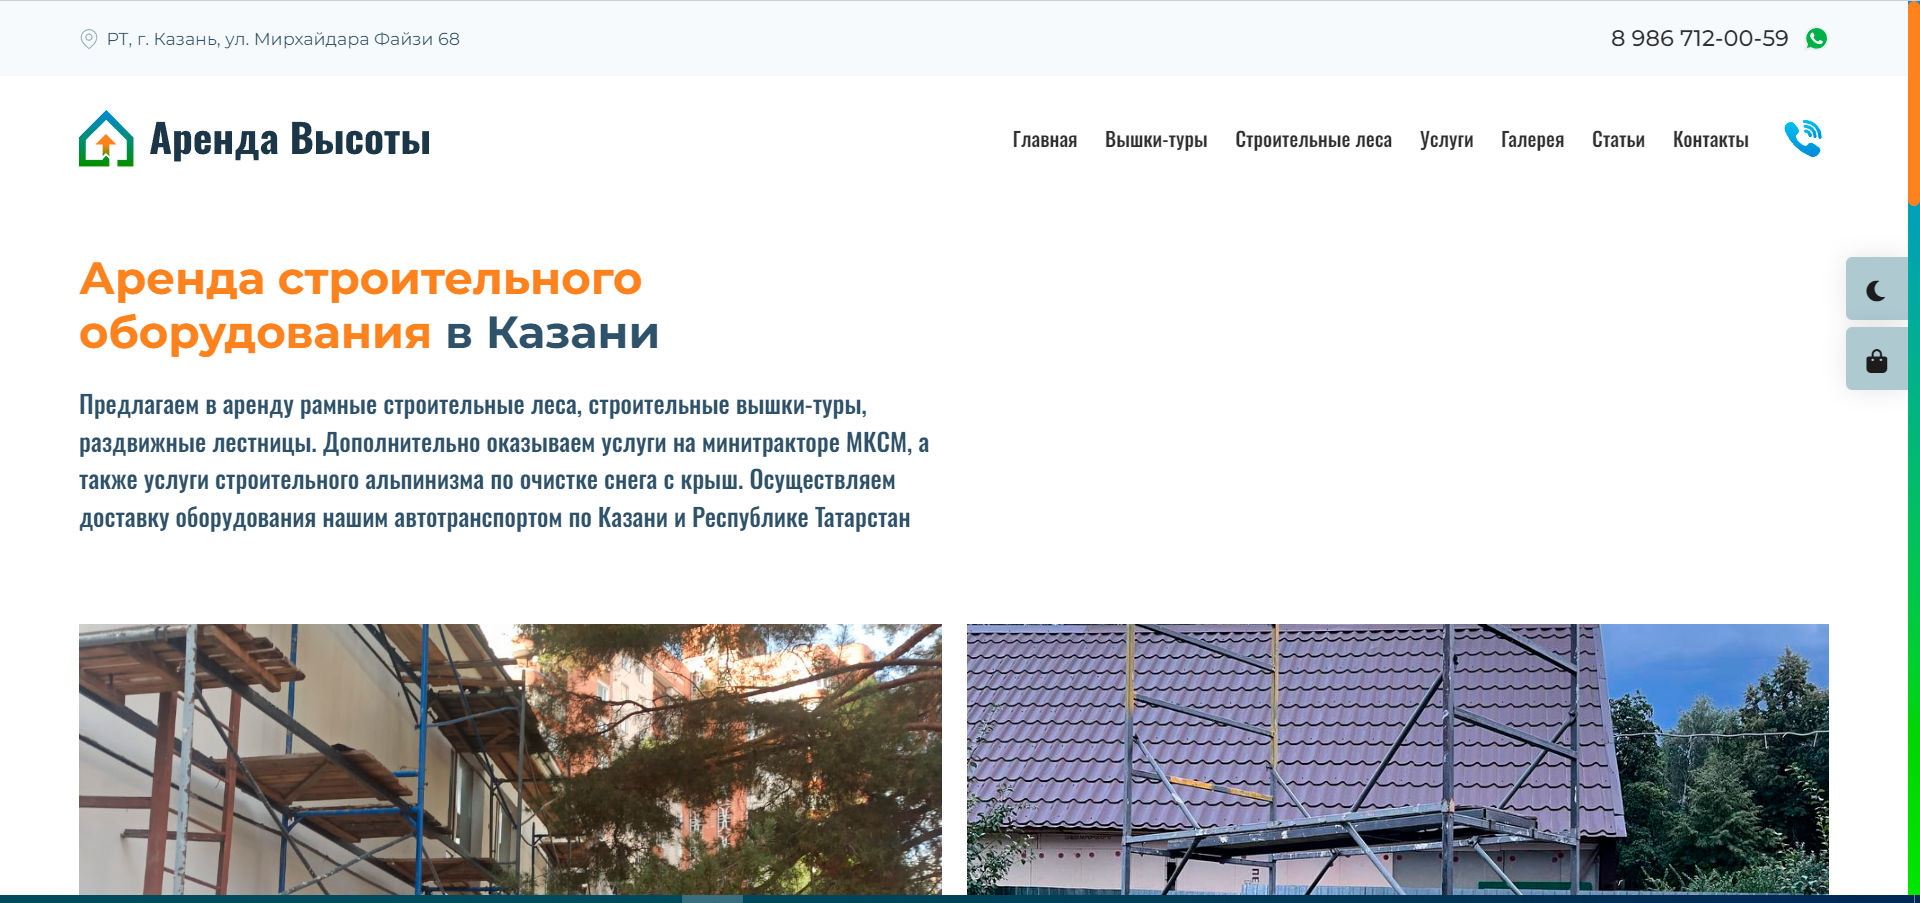 РТ, г. Казань, ул. Мирхайдара Файзи 68
8 986 712-00-59
Аренда Высоты
Главная
Вышки-туры
Строительные леса
Услуги
Галерея
Статьи
Контакты
Аренда строительного
оборудования в Казани
Предлагаем в аренду рамные строительные леса, строительные вышки-туры,
раздвижные лестницы. Дополнительно оказываем услуги на минитракторе МКСМ, а
также услуги строительного альпинизма по очистке снега с крыш. Осуществляем
доставку оборудования нашим автотранспортом по Казани и Республике Татарстан